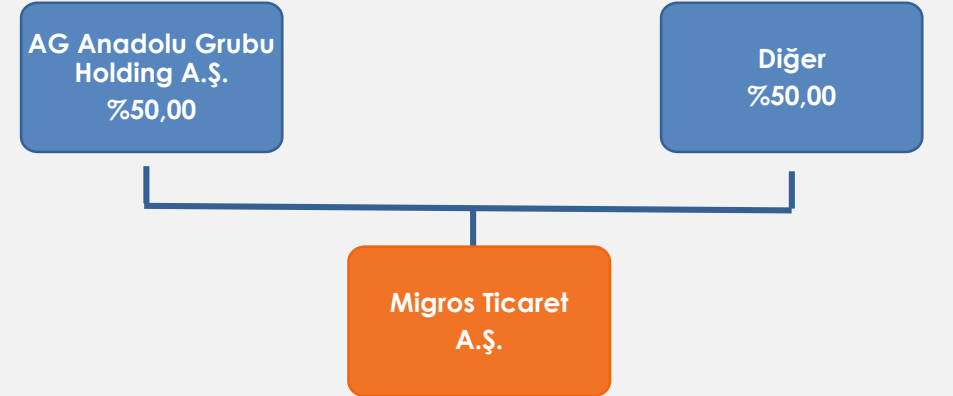 AG Anadolu Grubu
Holding A.Ş.
%50,00
Diğer
%50,00
Migros Ticaret
A.Ş.